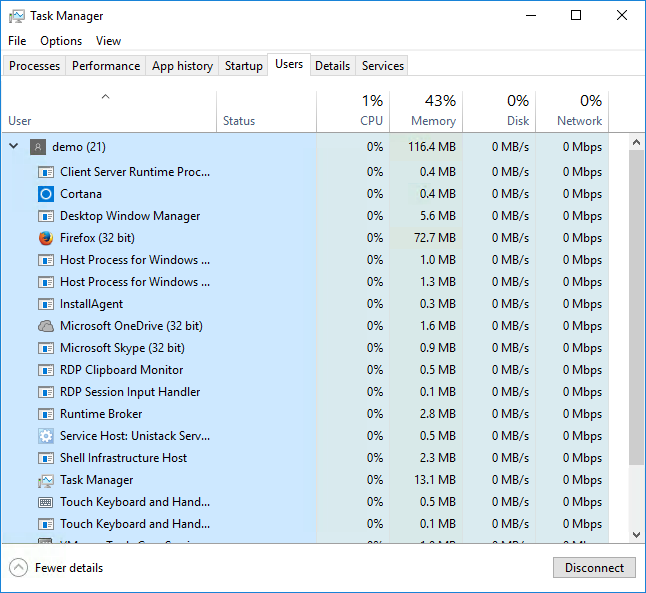 Task Manager
File Options View
Processes Performance App history Startup Users Details Services
1% 43% 0% 0%
User Status CPU Memory Disk Network
demo (21) 0% 116.4 MB 0 MB/s 0 Mbps
Client Server Runtime Proc... 0% 0.4 MB 0 MB/s 0 Mbps
Cortana 0% 0.4 MB 0 MB/s 0 Mbps
Desktop Window Manager 0% 5.6 MB 0 MB/s 0 Mbps
Firefox (32 bit) 0% 72.7 MB 0 MB/s 0 Mbps
Host Process for Windows ... 0% 1.0 MB 0 MB/s 0 Mbps
Host Process for Windows ... 0% 1.3 MB 0 MB/s 0 Mbps
InstallAgent 0% 0.3 MB 0 MB/s 0 Mbps
Microsoft OneDrive (32 bit) 0% 1.6 MB 0 MB/s 0 Mbps
Microsoft Skype (32 bit) 0% 0.9 MB 0 MB/s 0 Mbps
RDP Clipboard Monitor 0% 0.5 MB 0 MB/s 0 Mbps
RDP Session Input Handler 0% 0.1 MB 0 MB/s 0 Mbps
Runtime Broker 0% 2.8 MB 0 MB/s 0 Mbps
Service Host: Unistack Serv... 0% 0.5 MB 0 MB/s 0 Mbps
Shell Infrastructure Host 0% 2.3 MB 0 MB/s 0 Mbps
Task Manager 0% 13.1 MB 0 MB/s 0 Mbps
Touch Keyboard and Hand... 0% 0.5 MB 0 MB/s 0 Mbps
Touch Keyboard and Hand... 0% 0.1 MB 0 MB/s 0 Mbps
Fewer details Disconnect